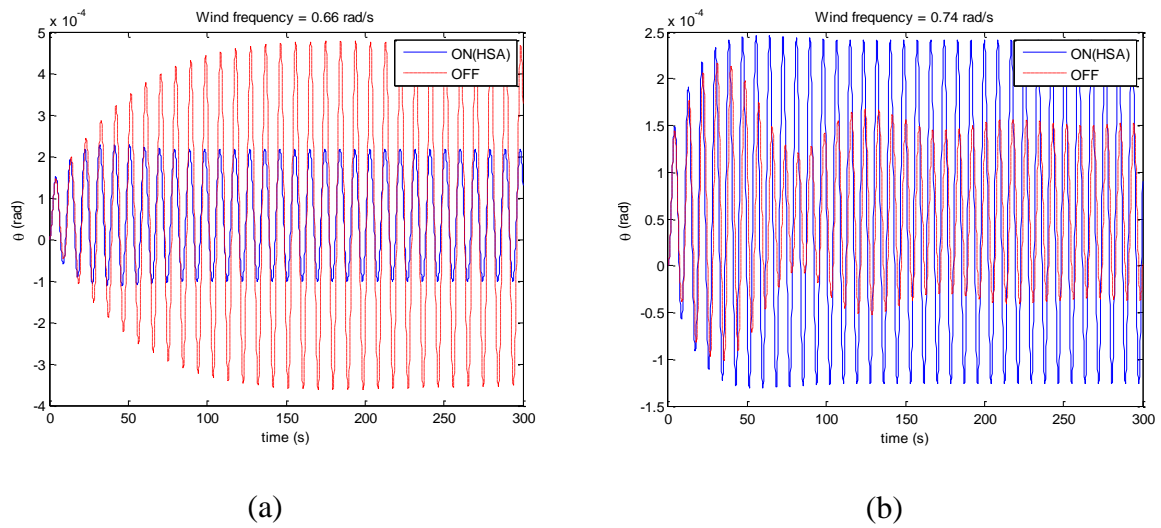 Wind frequency = 0.66 rad/s
x 10⁻⁴
5
4
3
2
1
0
-1
-2
-3
-4
θ (rad)
ON(HSA)
OFF
0 50 100 150 200 250 300
time (s)
(a)
Wind frequency = 0.74 rad/s
x 10⁻⁴
2.5
2
1.5
1
0.5
0
-0.5
-1
-1.5
θ (rad)
ON(HSA)
OFF
0 50 100 150 200 250 300
time (s)
(b)